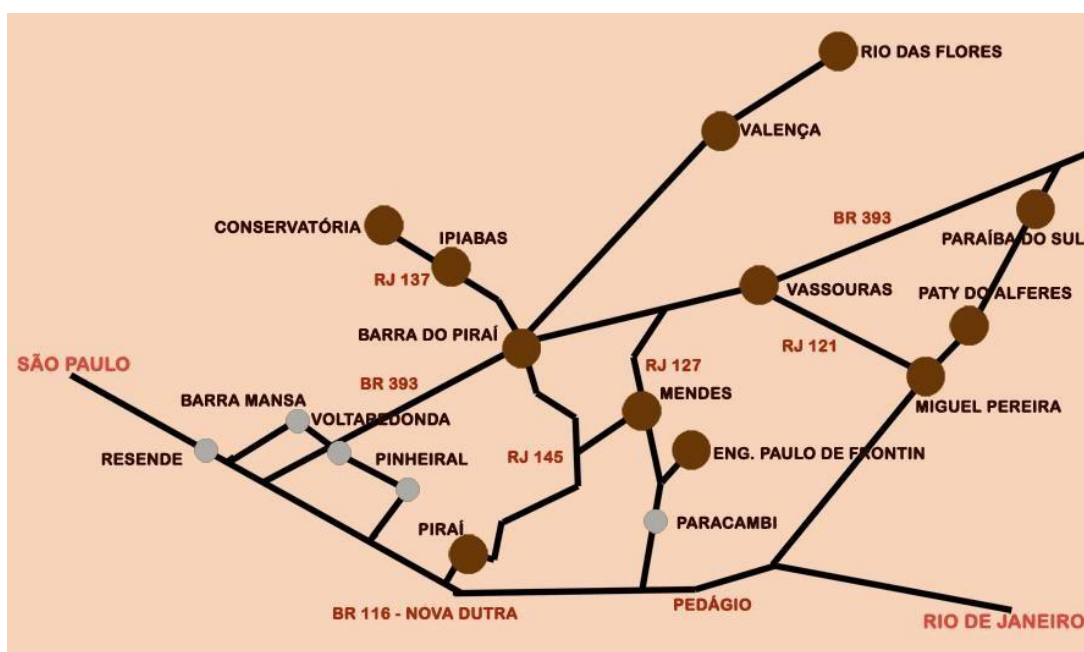 RIO DAS FLORES
VALENÇA
CONSERVATÓRIA
IPIABAS
BR 393
PARAÍBA DO SUL
RJ 137
VASSOURAS
PATY DO ALFERES
BARRA DO PIRAÍ
RJ 121
SÃO PAULO
RJ 127
BR 393
MENDES
BARRA MANSA
MIGUEL PEREIRA
VOLTA REDONDA
RESENDE
PINHEIRAL
RJ 145
ENG. PAULO DE FRONTIN
PIRAÍ
PARACAMBI
BR 116 - NOVA DUTRA
PEDÁGIO
RIO DE JANEIRO